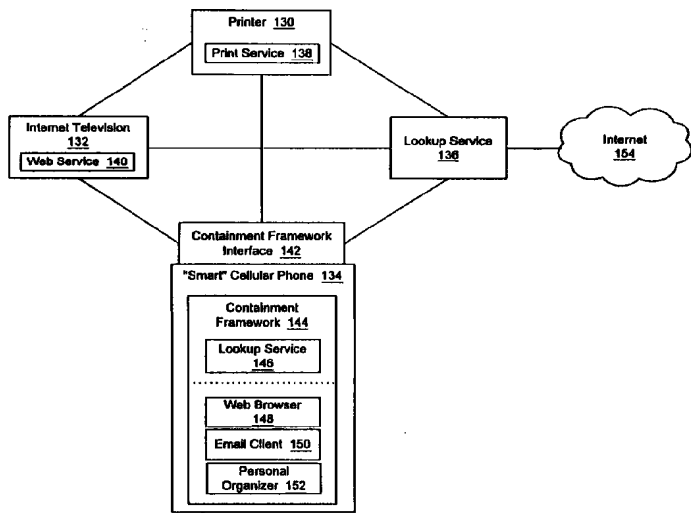 Printer 130
Print Service 138
Internet Television
132
Web Service 140
Lookup Service
136
Internet
154
Containment Framework
Interface 142
"Smart" Cellular Phone 134
Containment
Framework 144
Lookup Service
146
Web Browser
148
Email Client 150
Personal
Organizer 152